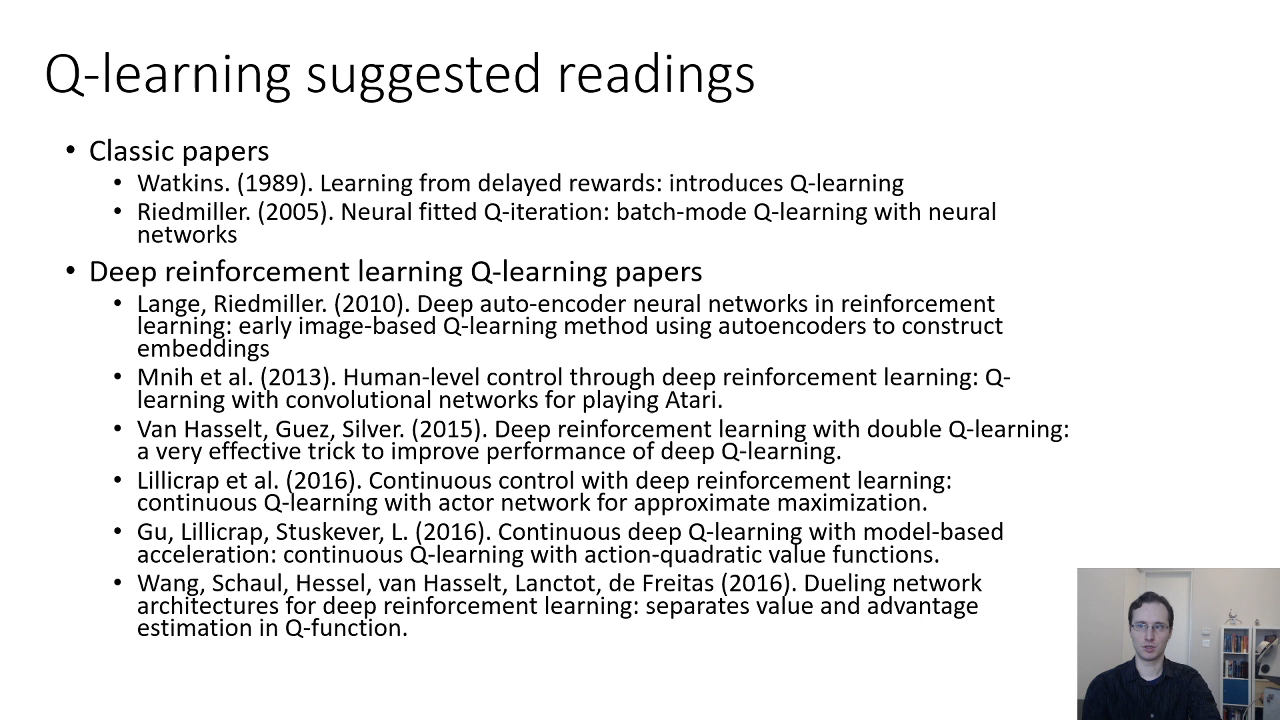 Q-learning suggested readings
• Classic papers
• Watkins. (1989). Learning from delayed rewards: introduces Q-learning
• Riedmiller. (2005). Neural fitted Q-iteration: batch-mode Q-learning with neural
networks
• Deep reinforcement learning Q-learning papers
• Lange, Riedmiller. (2010). Deep auto-encoder neural networks in reinforcement
learning: early image-based Q-learning method using autoencoders to construct
embeddings
• Mnih et al. (2013). Human-level control through deep reinforcement learning: Q-
learning with convolutional networks for playing Atari.
• Van Hasselt, Guez, Silver. (2015). Deep reinforcement learning with double Q-learning:
a very effective trick to improve performance of deep Q-learning.
• Lillicrap et al. (2016). Continuous control with deep reinforcement learning:
continuous Q-learning with actor network for approximate maximization.
• Gu, Lillicrap, Stuskever, L. (2016). Continuous deep Q-learning with model-based
acceleration: continuous Q-learning with action-quadratic value functions.
• Wang, Schaul, Hessel, van Hasselt, Lanctot, de Freitas (2016). Dueling network
architectures for deep reinforcement learning: separates value and advantage
estimation in Q-function.